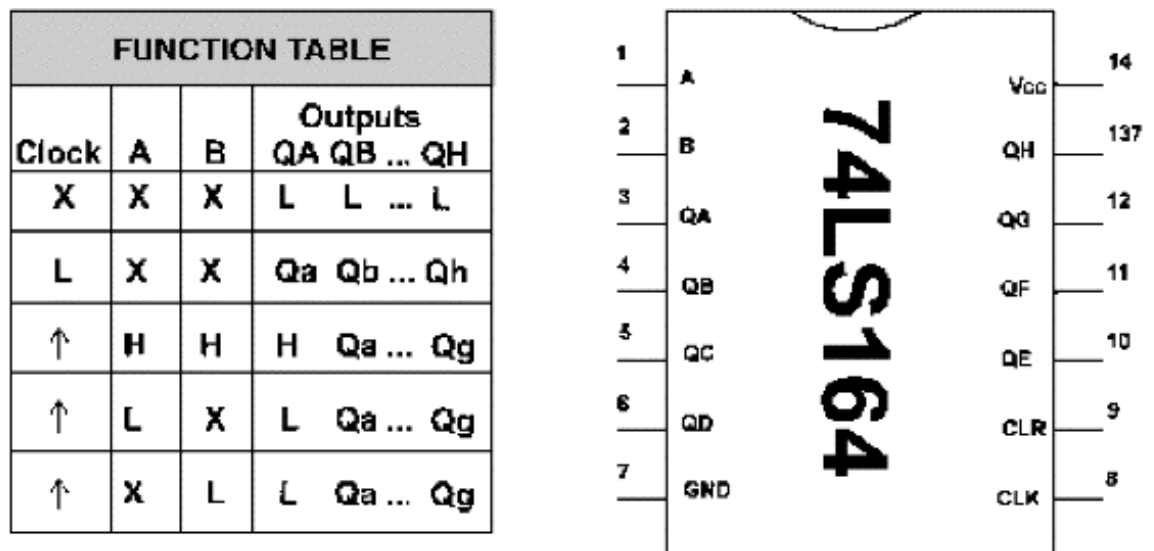 FUNCTION TABLE
Outputs
Clock A B QA QB ... QH
X X X L L ... L
L X X Qa Qb ... Qh
↑ H H H Qa ... Qg
↑ L X L Qa ... Qg
↑ X L L Qa ... Qg
74LS164
1 A
2 B
3 QA
4 QB
5 QC
6 QD
7 GND
Vcc 14
QH 137
QG 12
QF 11
QE 10
CLR 9
CLK 8